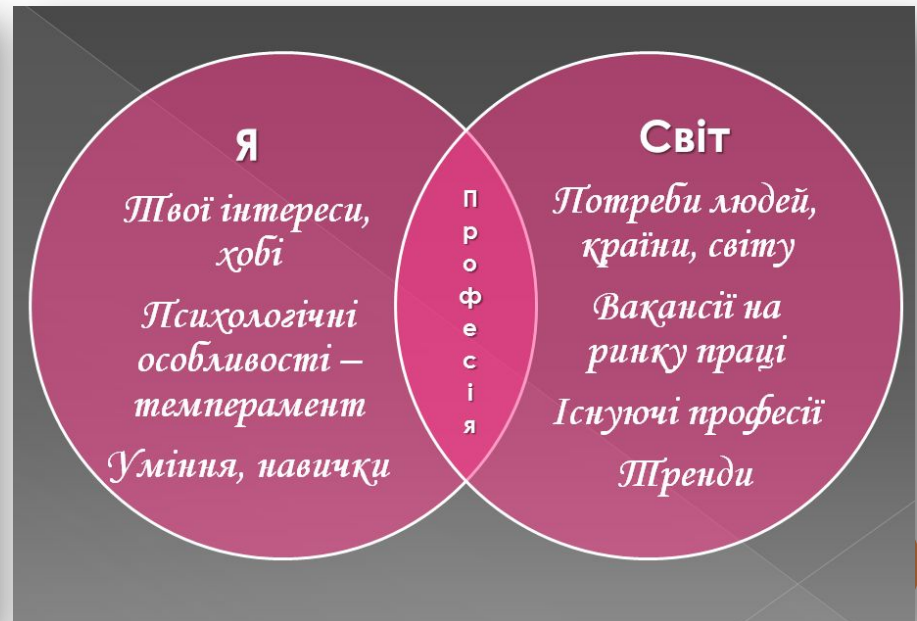 Я
Твої інтереси,
хобі
Психологічні
особливості –
темперамент
Уміння, навички
Професія
Світ
Потреби людей,
країни, світу
Вакансії на
ринку праці
Існуючі професії
Тренди